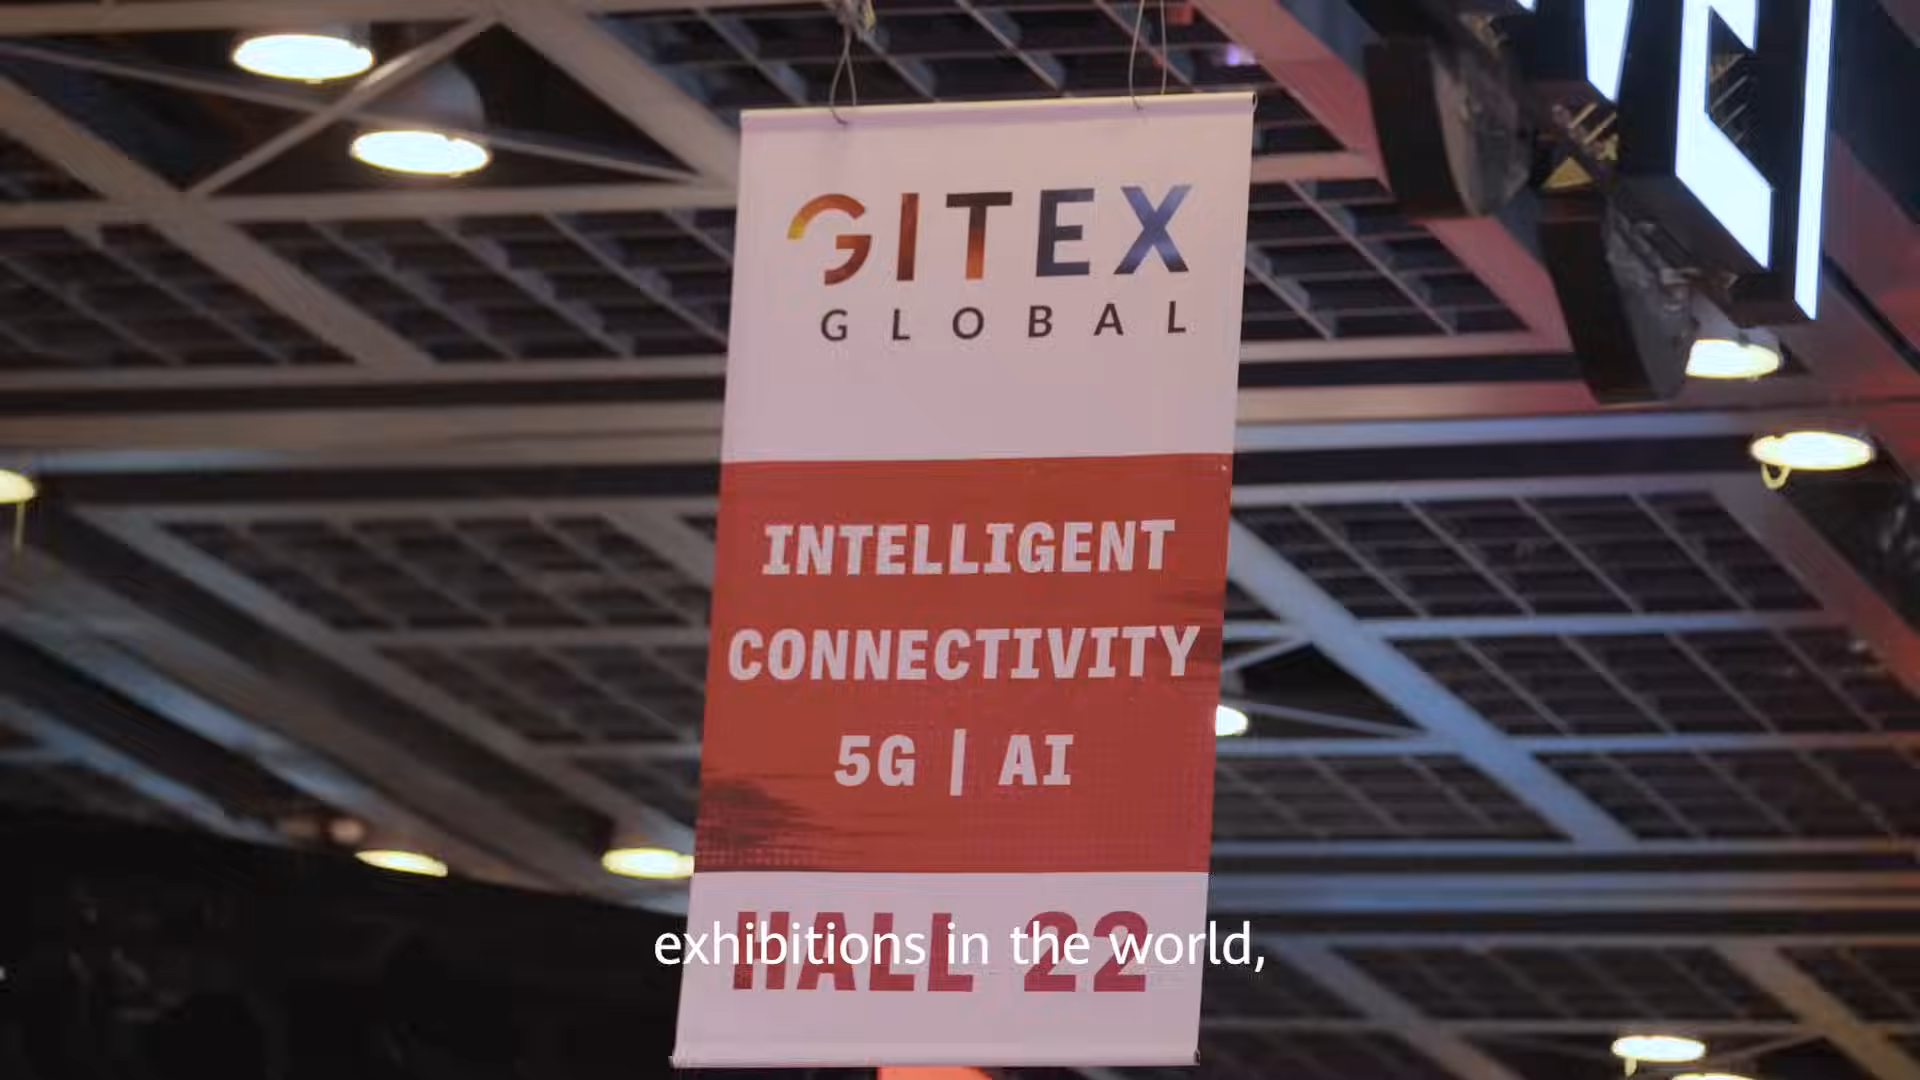 GITEX
GLOBAL
INTELLIGENT
CONNECTIVITY
5G | AI
HALL 22
exhibitions in the world,